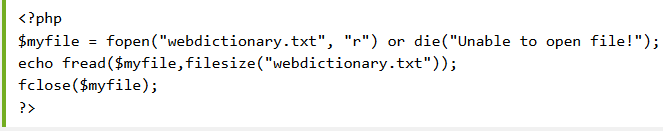 <?php
$myfile = fopen("webdictionary.txt", "r") or die("Unable to open file!");
echo fread($myfile,filesize("webdictionary.txt"));
fclose($myfile);
?>